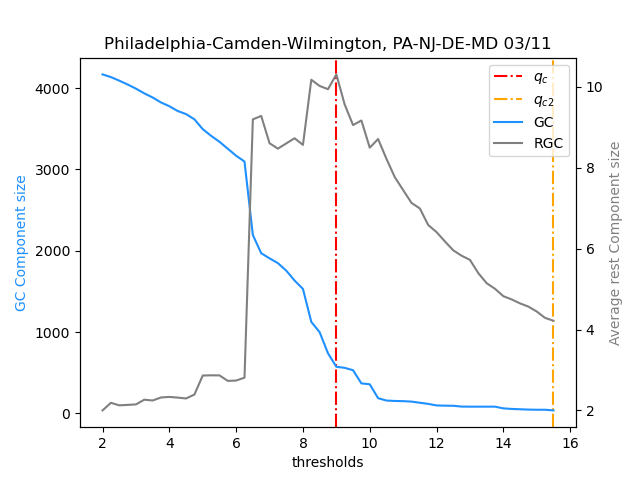 Philadelphia-Camden-Wilmington, PA-NJ-DE-MD 03/11
GC Component size
4000
3000
2000
1000
0
q_c
q_c2
GC
RGC
10
8
6
4
2
Average rest Component size
2 4 6 8 10 12 14 16
thresholds